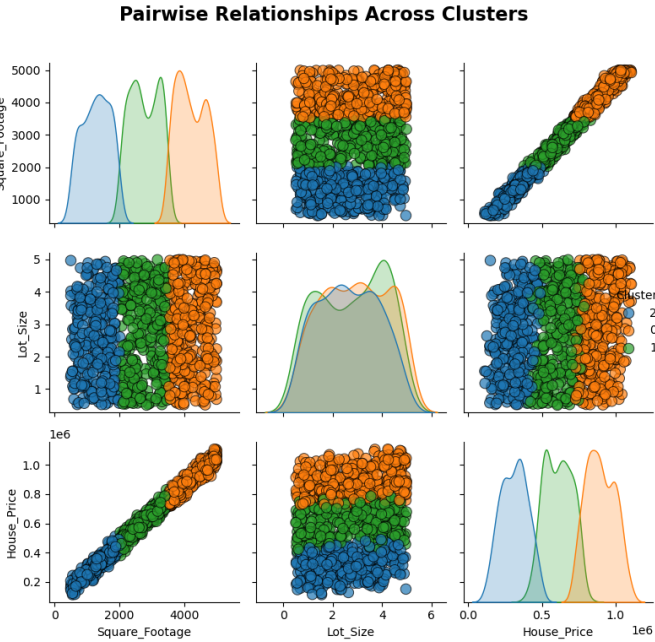 Pairwise Relationships Across Clusters
5000
4000
3000
2000
1000
Square_Footage
5
4
3
2
1
Lot_Size
Cluster
2
0
1
1e6
1.0
0.8
0.6
0.4
0.2
House_Price
0 2000 4000
Square_Footage
0 2 4 6
Lot_Size
0.0 0.5 1.0
House_Price 1e6